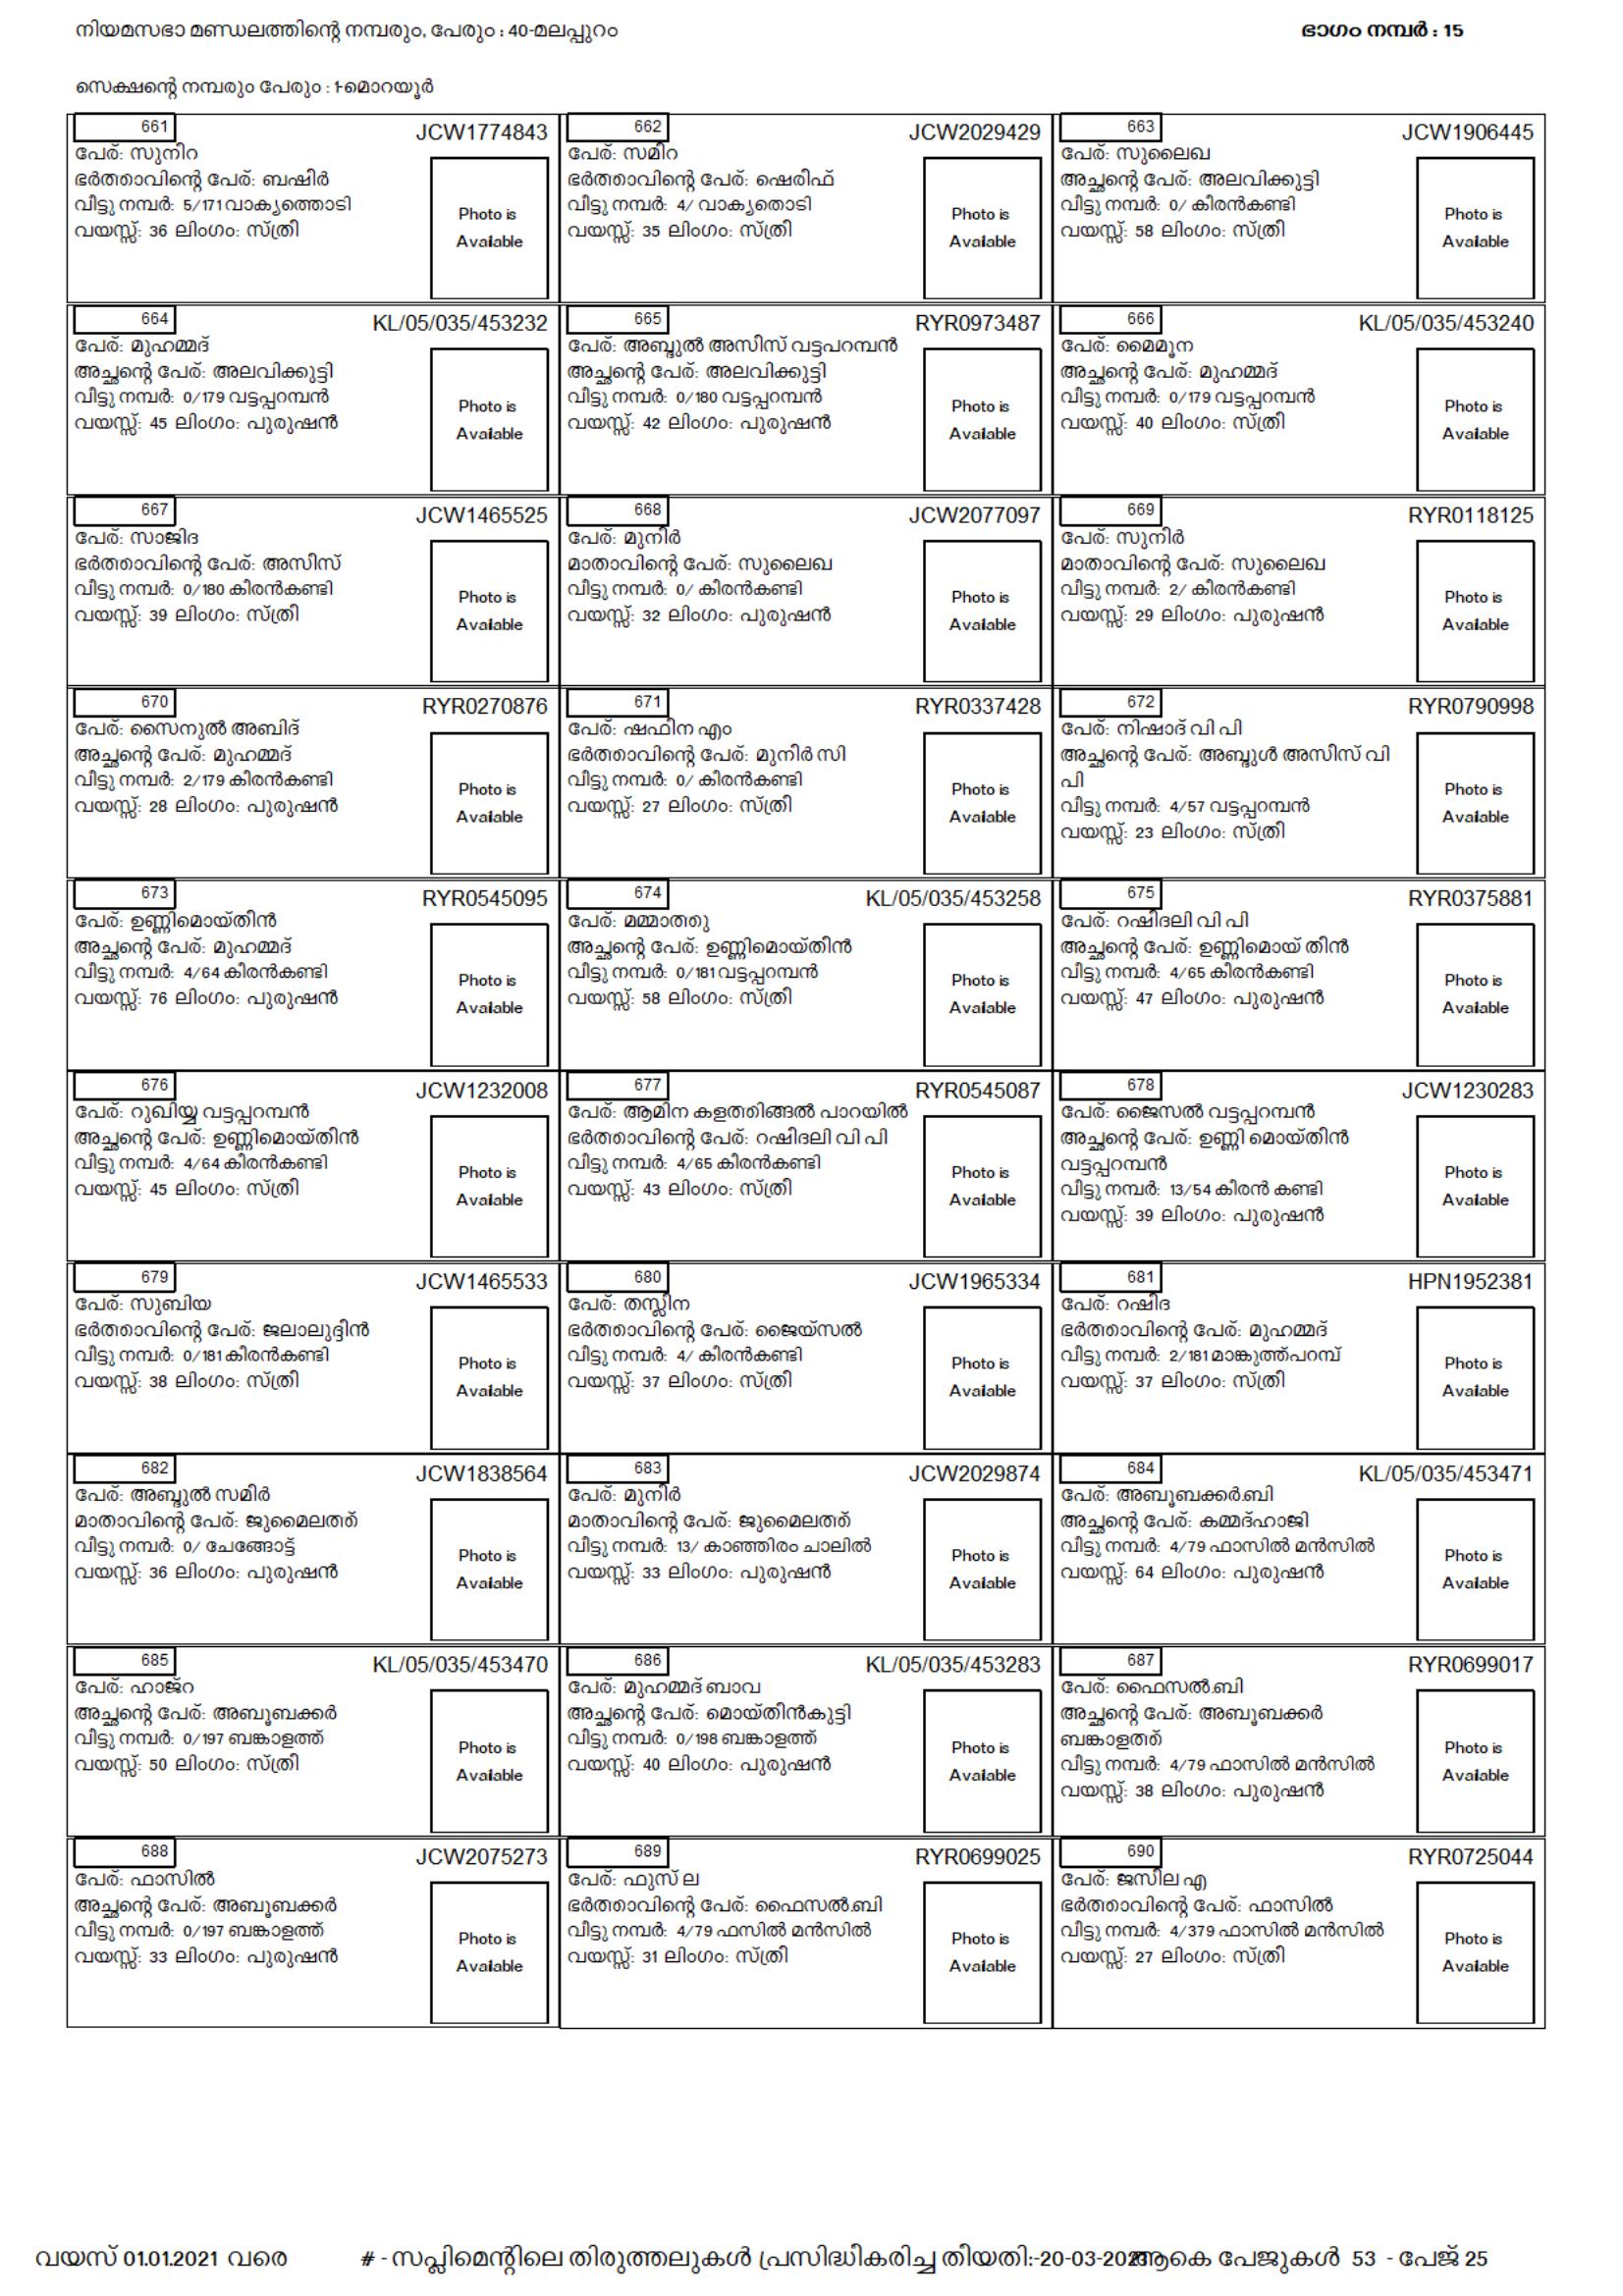 നിയമസഭാ മണ്ഡലത്തിന്റെ നമ്പരും, പേരും : 40-മലപ്പുറം
ഭാഗം നമ്പർ : 15
സെക്ഷന്റെ നമ്പരും പേരും : 1-മൊറയൂർ
661 JCW1774843
പേര്: സുനിറ
ഭർത്താവിന്റെ പേര്: ബഷീർ
വീട്ടു നമ്പർ: 5/171 വാക്യത്തൊടി
വയസ്സ്: 36 ലിംഗം: സ്ത്രീ
Photo is
Available
662 JCW2029429
പേര്: സമീറ
ഭർത്താവിന്റെ പേര്: ഷെരീഫ്
വീട്ടു നമ്പർ: 4/ വാക്യതൊടി
വയസ്സ്: 35 ലിംഗം: സ്ത്രീ
Photo is
Available
663 JCW1906445
പേര്: സുലൈഖ
അച്ഛന്റെ പേര്: അലവിക്കുട്ടി
വീട്ടു നമ്പർ: 0/ കീരൻകണ്ടി
വയസ്സ്: 58 ലിംഗം: സ്ത്രീ
Photo is
Available
664 KL/05/035/453232
പേര്: മുഹമ്മദ്
അച്ഛന്റെ പേര്: അലവിക്കുട്ടി
വീട്ടു നമ്പർ: 0/179 വട്ടപ്പറമ്പൻ
വയസ്സ്: 45 ലിംഗം: പുരുഷൻ
Photo is
Available
665 RYR0973487
പേര്: അബ്ദുൽ അസീസ് വട്ടപറമ്പൻ
അച്ഛന്റെ പേര്: അലവിക്കുട്ടി
വീട്ടു നമ്പർ: 0/180 വട്ടപ്പറമ്പൻ
വയസ്സ്: 42 ലിംഗം: പുരുഷൻ
Photo is
Available
666 KL/05/035/453240
പേര്: മൈമൂന
അച്ഛന്റെ പേര്: മുഹമ്മദ്
വീട്ടു നമ്പർ: 0/179 വട്ടപ്പറമ്പൻ
വയസ്സ്: 40 ലിംഗം: സ്ത്രീ
Photo is
Available
667 JCW1465525
പേര്: സാജിദ
ഭർത്താവിന്റെ പേര്: അസീസ്
വീട്ടു നമ്പർ: 0/180 കീരൻകണ്ടി
വയസ്സ്: 39 ലിംഗം: സ്ത്രീ
Photo is
Available
668 JCW2077097
പേര്: മുനീർ
മാതാവിന്റെ പേര്: സുലൈഖ
വീട്ടു നമ്പർ: 0/ കീരൻകണ്ടി
വയസ്സ്: 32 ലിംഗം: പുരുഷൻ
Photo is
Available
669 RYR0118125
പേര്: സുനീർ
മാതാവിന്റെ പേര്: സുലൈഖ
വീട്ടു നമ്പർ: 2/ കീരൻകണ്ടി
വയസ്സ്: 29 ലിംഗം: പുരുഷൻ
Photo is
Available
670 RYR0270876
പേര്: സൈനുൽ അബിദ്
അച്ഛന്റെ പേര്: മുഹമ്മദ്
വീട്ടു നമ്പർ: 2/179 കീരൻകണ്ടി
വയസ്സ്: 28 ലിംഗം: പുരുഷൻ
Photo is
Available
671 RYR0337428
പേര്: ഷഫീന എം
ഭർത്താവിന്റെ പേര്: മുനീർ സി
വീട്ടു നമ്പർ: 0/ കീരൻകണ്ടി
വയസ്സ്: 27 ലിംഗം: സ്ത്രീ
Photo is
Available
672 RYR0790998
പേര്: നിഷാദ് വി പി
അച്ഛന്റെ പേര്: അബ്ദുൾ അസീസ് വി
പി
വീട്ടു നമ്പർ: 4/57 വട്ടപ്പറമ്പൻ
വയസ്സ്: 23 ലിംഗം: സ്ത്രീ
Photo is
Available
673 RYR0545095
പേര്: ഉണ്ണിമൊയ്തീൻ
അച്ഛന്റെ പേര്: മുഹമ്മദ്
വീട്ടു നമ്പർ: 4/64 കീരൻകണ്ടി
വയസ്സ്: 76 ലിംഗം: പുരുഷൻ
Photo is
Available
674 KL/05/035/453258
പേര്: മമ്മാത്തു
അച്ഛന്റെ പേര്: ഉണ്ണിമൊയ്തീൻ
വീട്ടു നമ്പർ: 0/181 വട്ടപ്പറമ്പൻ
വയസ്സ്: 58 ലിംഗം: സ്ത്രീ
Photo is
Available
675 RYR0375881
പേര്: റഷീദലി വി പി
അച്ഛന്റെ പേര്: ഉണ്ണിമൊയ് തീൻ
വീട്ടു നമ്പർ: 4/65 കീരൻകണ്ടി
വയസ്സ്: 47 ലിംഗം: പുരുഷൻ
Photo is
Available
676 JCW1232008
പേര്: റുഖിയ്യ വട്ടപ്പറമ്പൻ
അച്ഛന്റെ പേര്: ഉണ്ണിമൊയ്തീൻ
വീട്ടു നമ്പർ: 4/64 കീരൻകണ്ടി
വയസ്സ്: 45 ലിംഗം: സ്ത്രീ
Photo is
Available
677 RYR0545087
പേര്: ആമിന കളത്തിങ്ങൽ പാറയിൽ
ഭർത്താവിന്റെ പേര്: റഷീദലി വി പി
വീട്ടു നമ്പർ: 4/65 കീരൻകണ്ടി
വയസ്സ്: 43 ലിംഗം: സ്ത്രീ
Photo is
Available
678 JCW1230283
പേര്: ജൈസൽ വട്ടപ്പറമ്പൻ
അച്ഛന്റെ പേര്: ഉണ്ണി മൊയ്തീൻ
വട്ടപ്പറമ്പൻ
വീട്ടു നമ്പർ: 13/54 കീരൻ കണ്ടി
വയസ്സ്: 39 ലിംഗം: പുരുഷൻ
Photo is
Available
679 JCW1465533
പേര്: സുബിയ
ഭർത്താവിന്റെ പേര്: ജലാലുദ്ദീൻ
വീട്ടു നമ്പർ: 0/181 കീരൻകണ്ടി
വയസ്സ്: 38 ലിംഗം: സ്ത്രീ
Photo is
Available
680 JCW1965334
പേര്: തസ്ലീന
ഭർത്താവിന്റെ പേര്: ജൈയ്സൽ
വീട്ടു നമ്പർ: 4/ കീരൻകണ്ടി
വയസ്സ്: 37 ലിംഗം: സ്ത്രീ
Photo is
Available
681 HPN1952381
പേര്: റഷീദ
ഭർത്താവിന്റെ പേര്: മുഹമ്മദ്
വീട്ടു നമ്പർ: 2/181 മാങ്കുത്ത്പറമ്പ്
വയസ്സ്: 37 ലിംഗം: സ്ത്രീ
Photo is
Available
682 JCW1838564
പേര്: അബ്ദുൽ സമീർ
മാതാവിന്റെ പേര്: ജുമൈലത്ത്
വീട്ടു നമ്പർ: 0/ ചേങ്ങോട്ട്
വയസ്സ്: 36 ലിംഗം: പുരുഷൻ
Photo is
Available
683 JCW2029874
പേര്: മുനീർ
മാതാവിന്റെ പേര്: ജുമൈലത്ത്
വീട്ടു നമ്പർ: 13/ കാഞ്ഞിരം ചാലിൽ
വയസ്സ്: 33 ലിംഗം: പുരുഷൻ
Photo is
Available
684 KL/05/035/453471
പേര്: അബൂബക്കർ.ബി
അച്ഛന്റെ പേര്: കമ്മദ്ഹാജി
വീട്ടു നമ്പർ: 4/79 ഫാസിൽ മൻസിൽ
വയസ്സ്: 64 ലിംഗം: പുരുഷൻ
Photo is
Available
685 KL/05/035/453470
പേര്: ഹാജ്റ
അച്ഛന്റെ പേര്: അബൂബക്കർ
വീട്ടു നമ്പർ: 0/197 ബങ്കാളത്ത്
വയസ്സ്: 50 ലിംഗം: സ്ത്രീ
Photo is
Available
686 KL/05/035/453283
പേര്: മുഹമ്മദ് ബാവ
അച്ഛന്റെ പേര്: മൊയ്തീൻകുട്ടി
വീട്ടു നമ്പർ: 0/198 ബങ്കാളത്ത്
വയസ്സ്: 40 ലിംഗം: പുരുഷൻ
Photo is
Available
687 RYR0699017
പേര്: ഫൈസൽ.ബി
അച്ഛന്റെ പേര്: അബൂബക്കർ
ബങ്കാളത്ത്
വീട്ടു നമ്പർ: 4/79 ഫാസിൽ മൻസിൽ
വയസ്സ്: 38 ലിംഗം: പുരുഷൻ
Photo is
Available
688 JCW2075273
പേര്: ഫാസിൽ
അച്ഛന്റെ പേര്: അബൂബക്കർ
വീട്ടു നമ്പർ: 0/197 ബങ്കാളത്ത്
വയസ്സ്: 33 ലിംഗം: പുരുഷൻ
Photo is
Available
689 RYR0699025
പേര്: ഫുസ് ല
ഭർത്താവിന്റെ പേര്: ഫൈസൽ.ബി
വീട്ടു നമ്പർ: 4/79 ഫസിൽ മൻസിൽ
വയസ്സ്: 31 ലിംഗം: സ്ത്രീ
Photo is
Available
690 RYR0725044
പേര്: ജസീല എ
ഭർത്താവിന്റെ പേര്: ഫാസിൽ
വീട്ടു നമ്പർ: 4/379 ഫാസിൽ മൻസിൽ
വയസ്സ്: 27 ലിംഗം: സ്ത്രീ
Photo is
Available
വയസ് 01.01.2021 വരെ # - സപ്ലിമെന്റിലെ തിരുത്തലുകൾ പ്രസിദ്ധീകരിച്ച തീയതി:-20-03-2021 ആകെ പേജുകൾ 53 - പേജ് 25